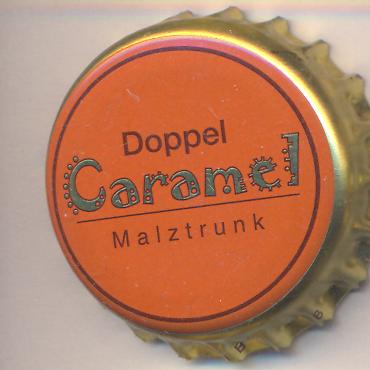 Doppel
Caramel
Malztrunk
B
B